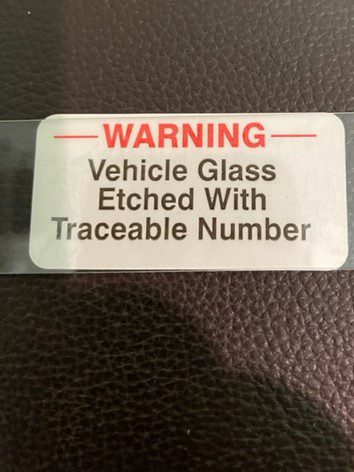 WARNING
Vehicle Glass
Etched With
Traceable Number